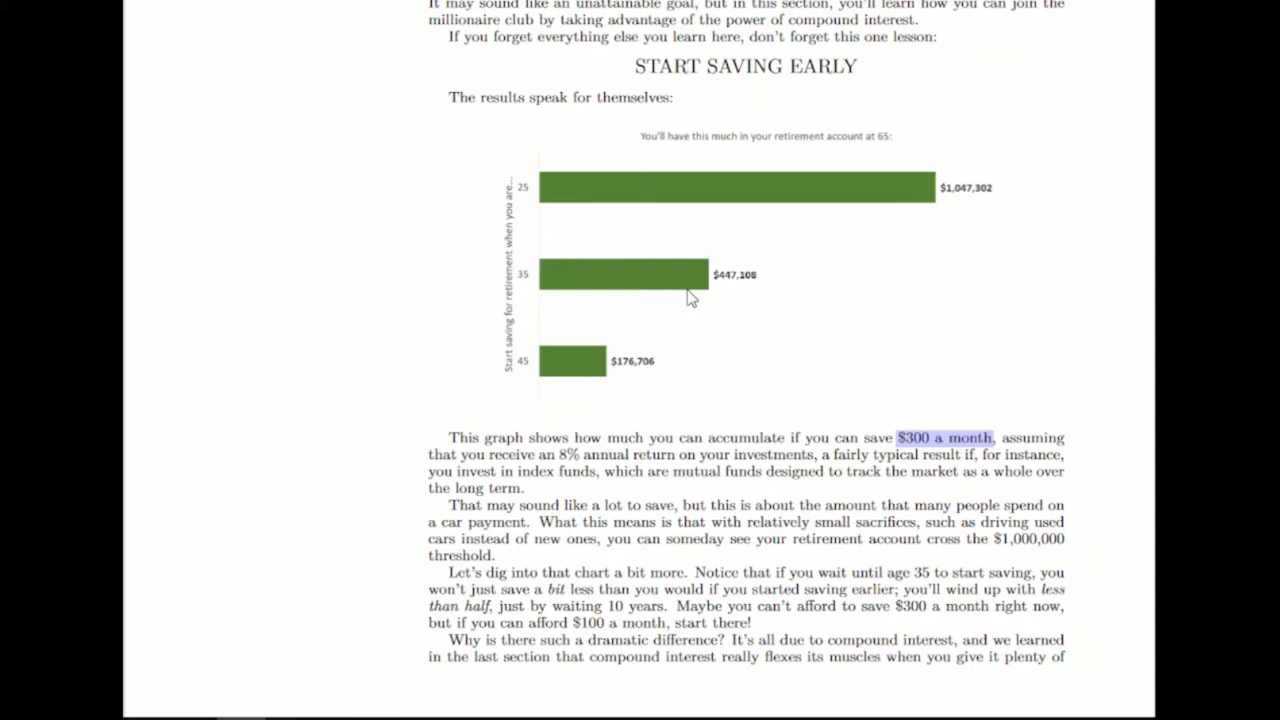 It may sound like an unattainable goal, but in this section, you'll learn how you can join the
millionaire club by taking advantage of the power of compound interest.
If you forget everything else you learn here, don't forget this one lesson:
START SAVING EARLY
The results speak for themselves:
You'll have this much in your retirement account at 65:
Start saving for retirement when you are...
25
$1,047,302
35
$447,108
45
$176,706
This graph shows how much you can accumulate if you can save $300 a month, assuming
that you receive an 8% annual return on your investments, a fairly typical result if, for instance,
you invest in index funds, which are mutual funds designed to track the market as a whole over
the long term.
That may sound like a lot to save, but this is about the amount that many people spend on
a car payment. What this means is that with relatively small sacrifices, such as driving used
cars instead of new ones, you can someday see your retirement account cross the $1,000,000
threshold.
Let's dig into that chart a bit more. Notice that if you wait until age 35 to start saving, you
won't just save a bit less than you would if you started saving earlier; you'll wind up with less
than half, just by waiting 10 years. Maybe you can't afford to save $300 a month right now,
but if you can afford $100 a month, start there!
Why is there such a dramatic difference? It's all due to compound interest, and we learned
in the last section that compound interest really flexes its muscles when you give it plenty of